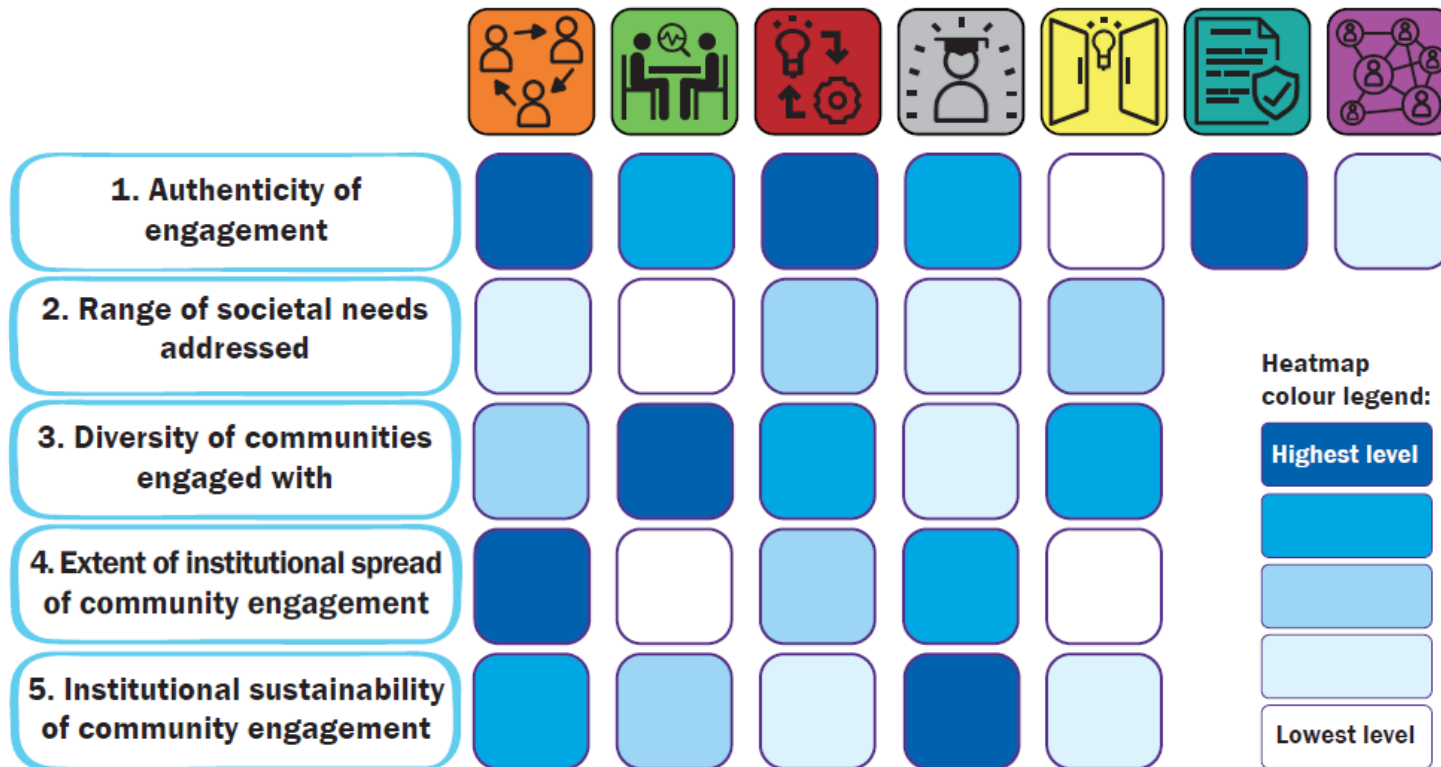 1. Authenticity of
engagement
2. Range of societal needs
addressed
3. Diversity of communities
engaged with
4. Extent of institutional spread
of community engagement
5. Institutional sustainability
of community engagement
Heatmap
colour legend:
Highest level
Lowest level